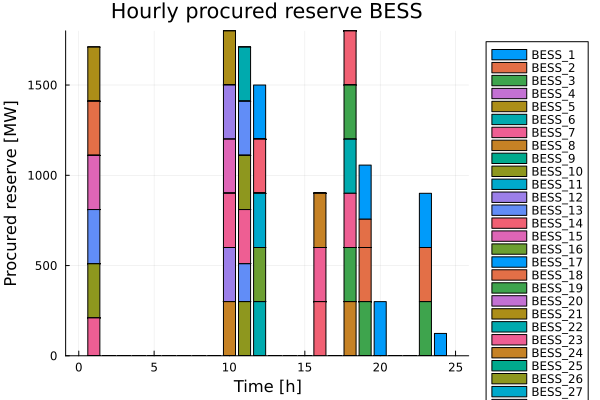 Hourly procured reserve BESS
Procured reserve [MW]
1500
1000
500
0
0 5 10 15 20 25
Time [h]
BESS_1
BESS_2
BESS_3
BESS_4
BESS_5
BESS_6
BESS_7
BESS_8
BESS_9
BESS_10
BESS_11
BESS_12
BESS_13
BESS_14
BESS_15
BESS_16
BESS_17
BESS_18
BESS_19
BESS_20
BESS_21
BESS_22
BESS_23
BESS_24
BESS_25
BESS_26
BESS_27